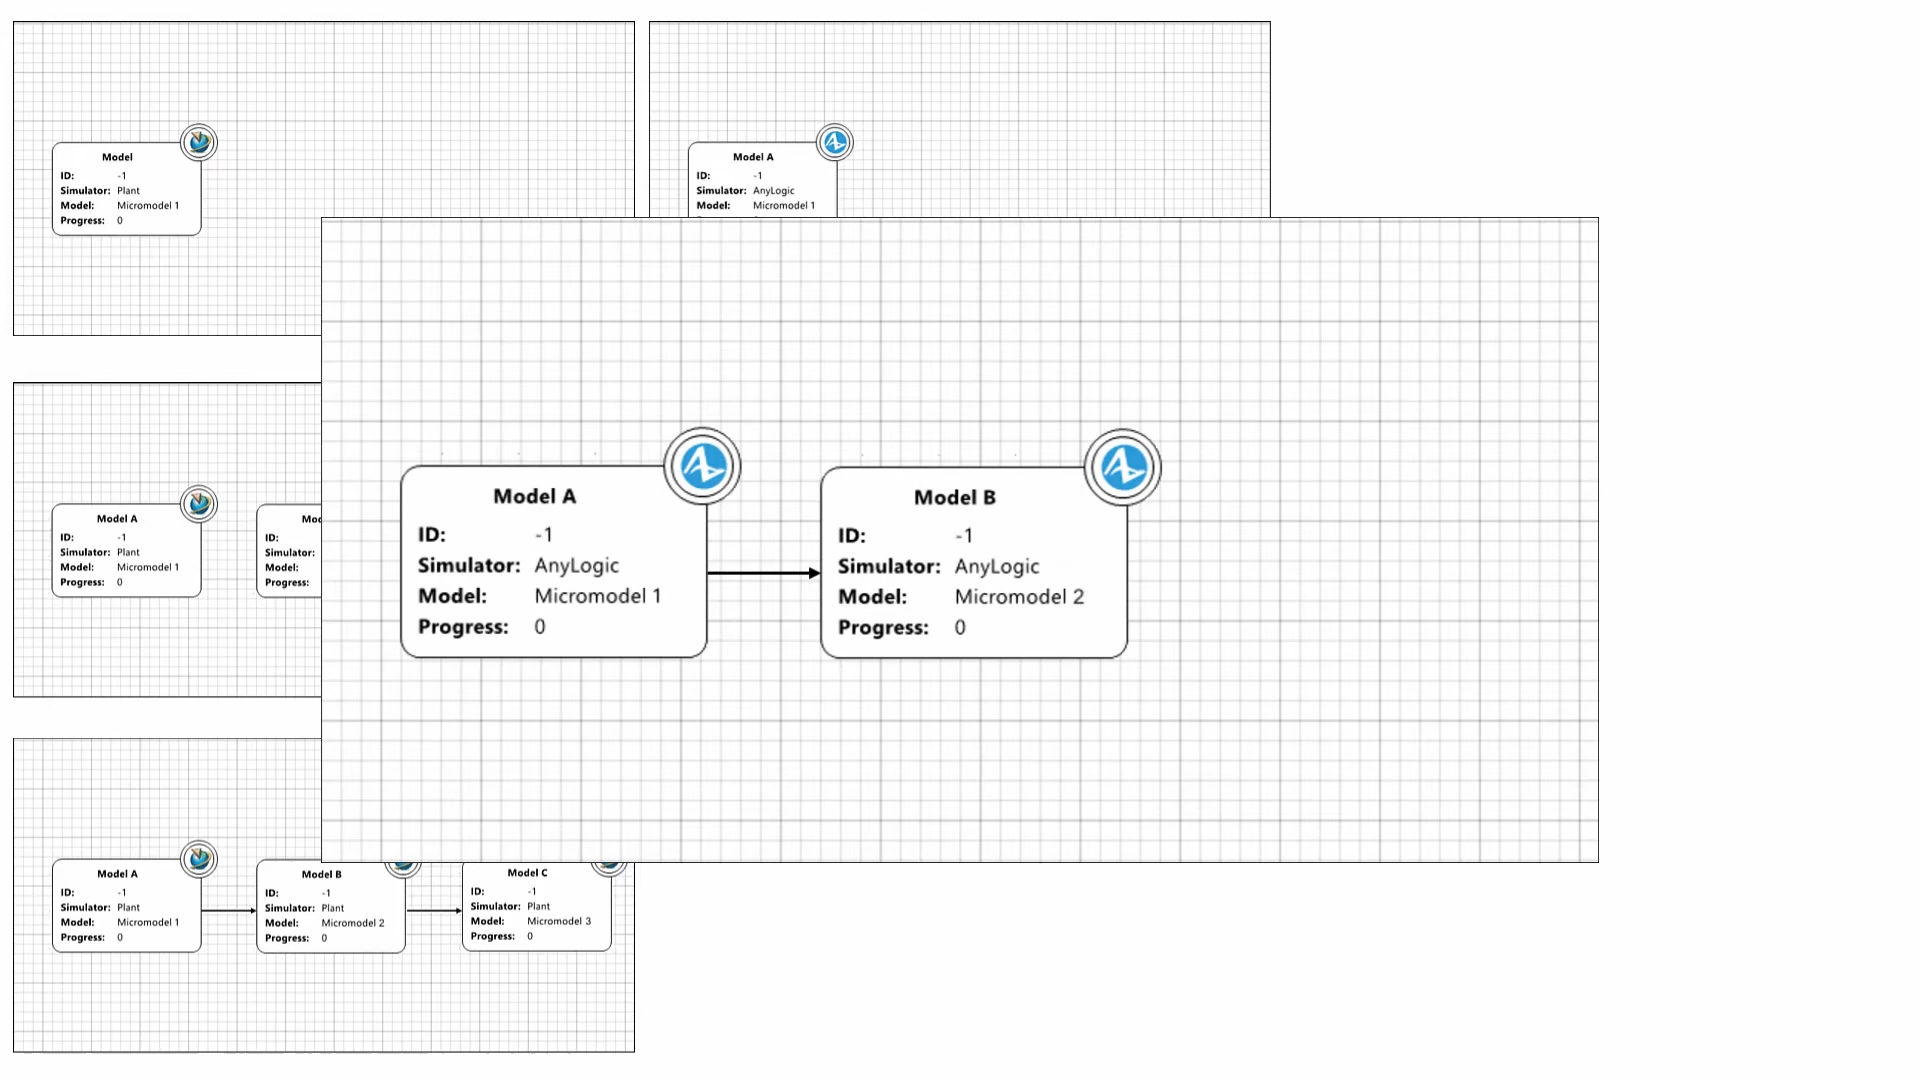 Model
ID: -1
Simulator: Plant
Model: Micromodel 1
Progress: 0
Model A
ID: -1
Simulator: AnyLogic
Model: Micromodel 1
Model A
ID: -1
Simulator: Plant
Model: Micromodel 1
Progress: 0
ID:
Simulator:
Model:
Progress:
Model A
ID: -1
Simulator: AnyLogic
Model: Micromodel 1
Progress: 0
Model B
ID: -1
Simulator: AnyLogic
Model: Micromodel 2
Progress: 0
Model A
ID: -1
Simulator: Plant
Model: Micromodel 1
Progress: 0
Model B
ID: -1
Simulator: Plant
Model: Micromodel 2
Progress: 0
Model C
ID: -1
Simulator: Plant
Model: Micromodel 3
Progress: 0